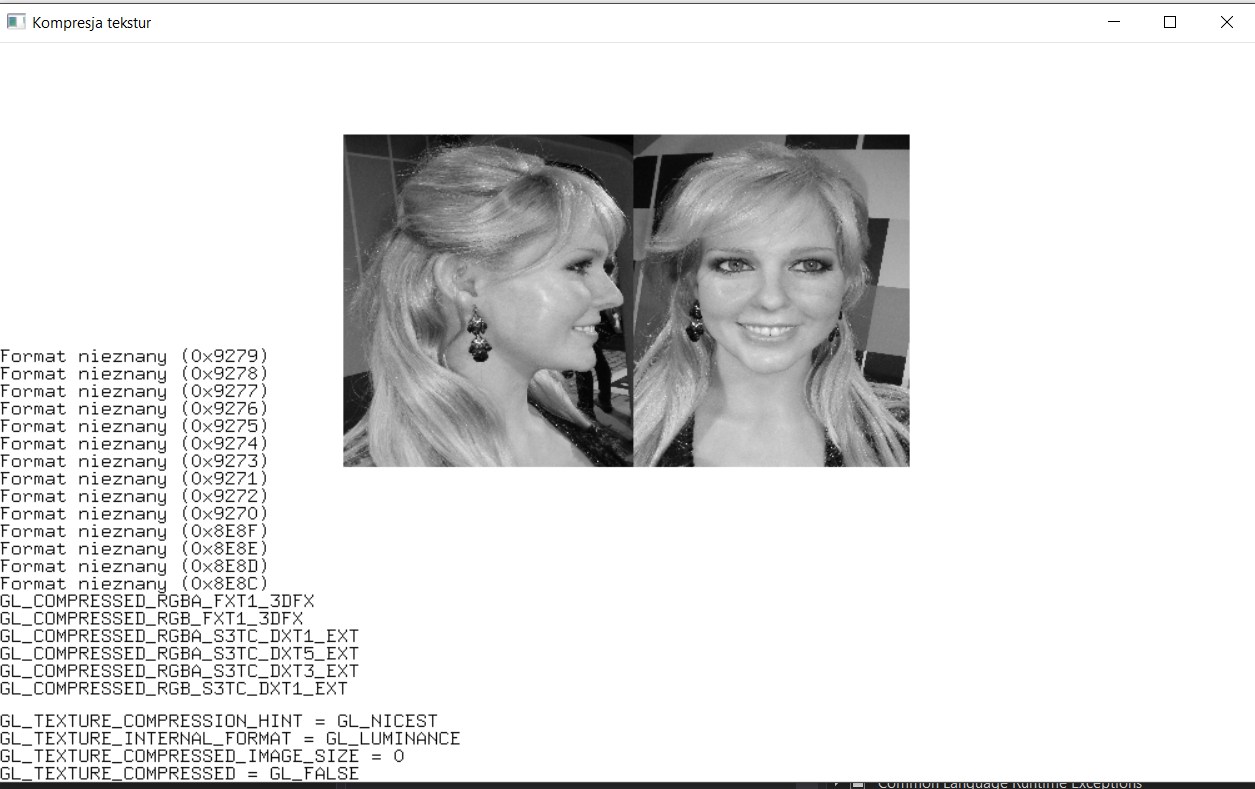 Kompresja tekstur
Format nieznany (0x9279)
Format nieznany (0x9278)
Format nieznany (0x9277)
Format nieznany (0x9276)
Format nieznany (0x9275)
Format nieznany (0x9274)
Format nieznany (0x9273)
Format nieznany (0x9271)
Format nieznany (0x9272)
Format nieznany (0x9270)
Format nieznany (0x8E8F)
Format nieznany (0x8E8E)
Format nieznany (0x8E8D)
Format nieznany (0x8E8C)
GL_COMPRESSED_RGBA_FXT1_3DFX
GL_COMPRESSED_RGB_FXT1_3DFX
GL_COMPRESSED_RGBA_S3TC_DXT1_EXT
GL_COMPRESSED_RGBA_S3TC_DXT5_EXT
GL_COMPRESSED_RGBA_S3TC_DXT3_EXT
GL_COMPRESSED_RGB_S3TC_DXT1_EXT
GL_TEXTURE_COMPRESSION_HINT = GL_NICEST
GL_TEXTURE_INTERNAL_FORMAT = GL_LUMINANCE
GL_TEXTURE_COMPRESSED_IMAGE_SIZE = 0
GL_TEXTURE_COMPRESSED = GL_FALSE
Common Language Runtime Exceptions